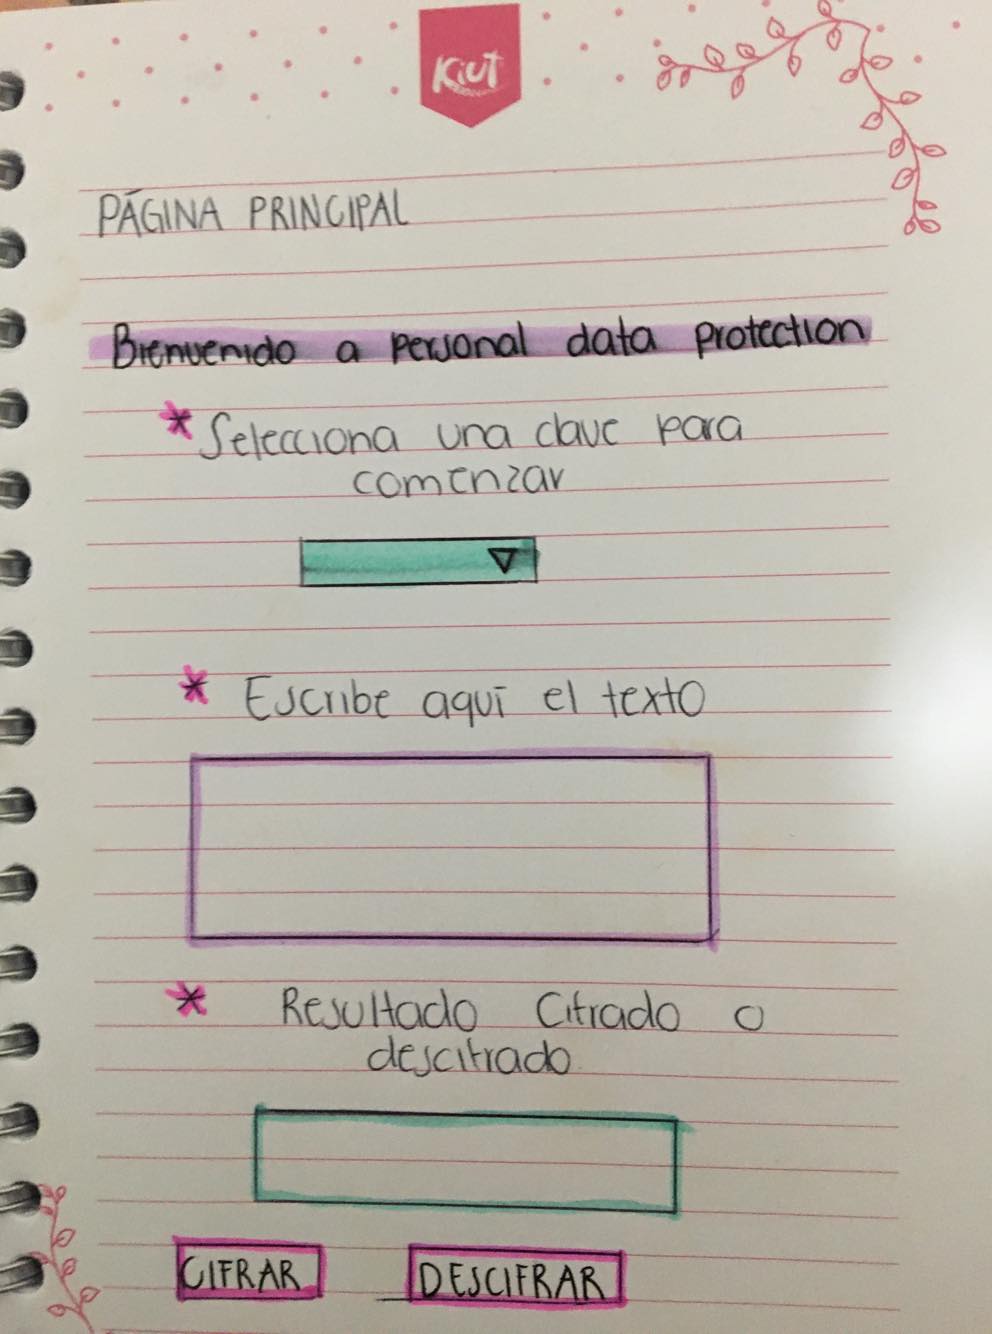 Kiut
PÁGINA PRINCIPAL
Bienvenido a personal data protection
* Selecciona una clave para
comenzar
* Escribe aquí el texto
* Resultado Cifrado o
descifrado
CIFRAR
DESCIFRAR